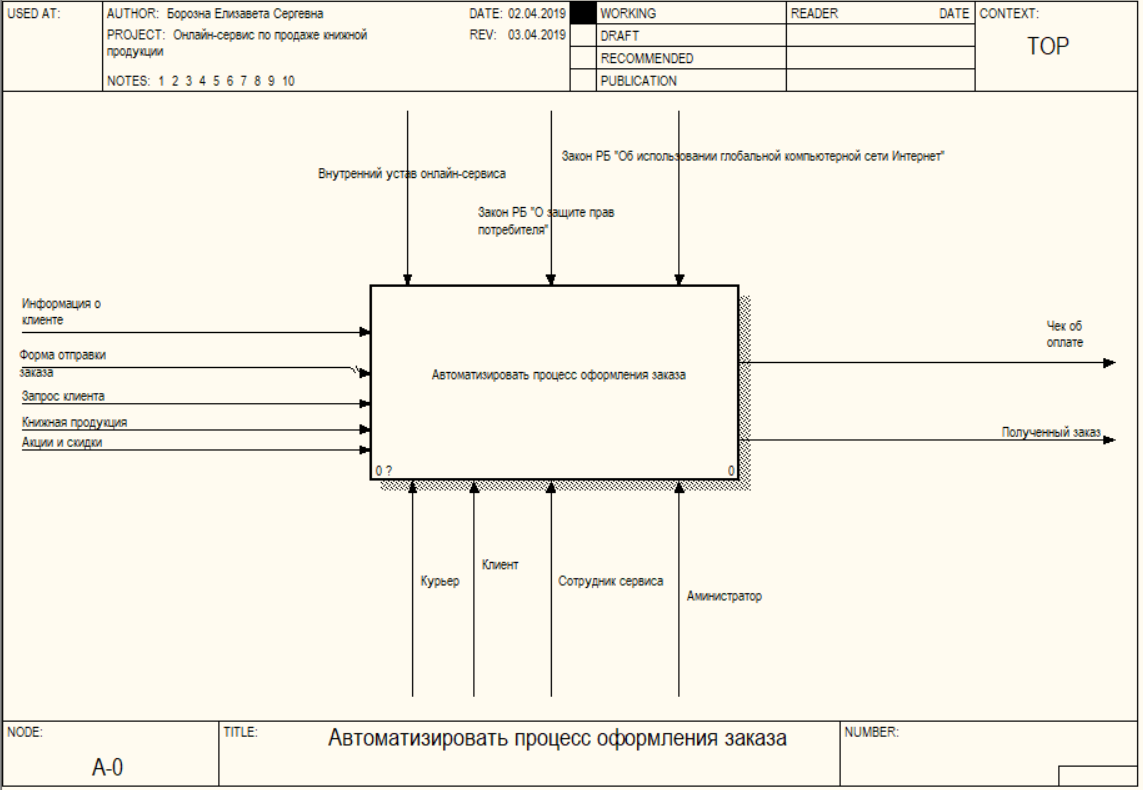 USED AT:
AUTHOR: Борозна Елизавета Сергевна
DATE: 02.04.2019
PROJECT: Онлайн-сервис по продаже книжной
продукции
REV: 03.04.2019
NOTES: 1 2 3 4 5 6 7 8 9 10
WORKING
DRAFT
RECOMMENDED
PUBLICATION
READER
DATE
CONTEXT:
TOP
Закон РБ "Об использовании глобальной компьютерной сети Интернет"
Внутренний устав онлайн-сервиса
Закон РБ "О защите прав
потребителя"
Информация о
клиенте
Форма отправки
заказа
Запрос клиента
Книжная продукция
Акции и скидки
Автоматизировать процесс оформления заказа
0 ?
0
Чек об
оплате
Полученный заказ
Курьер
Клиент
Сотрудник сервиса
Аминистратор
NODE:
A-0
TITLE:
Автоматизировать процесс оформления заказа
NUMBER: